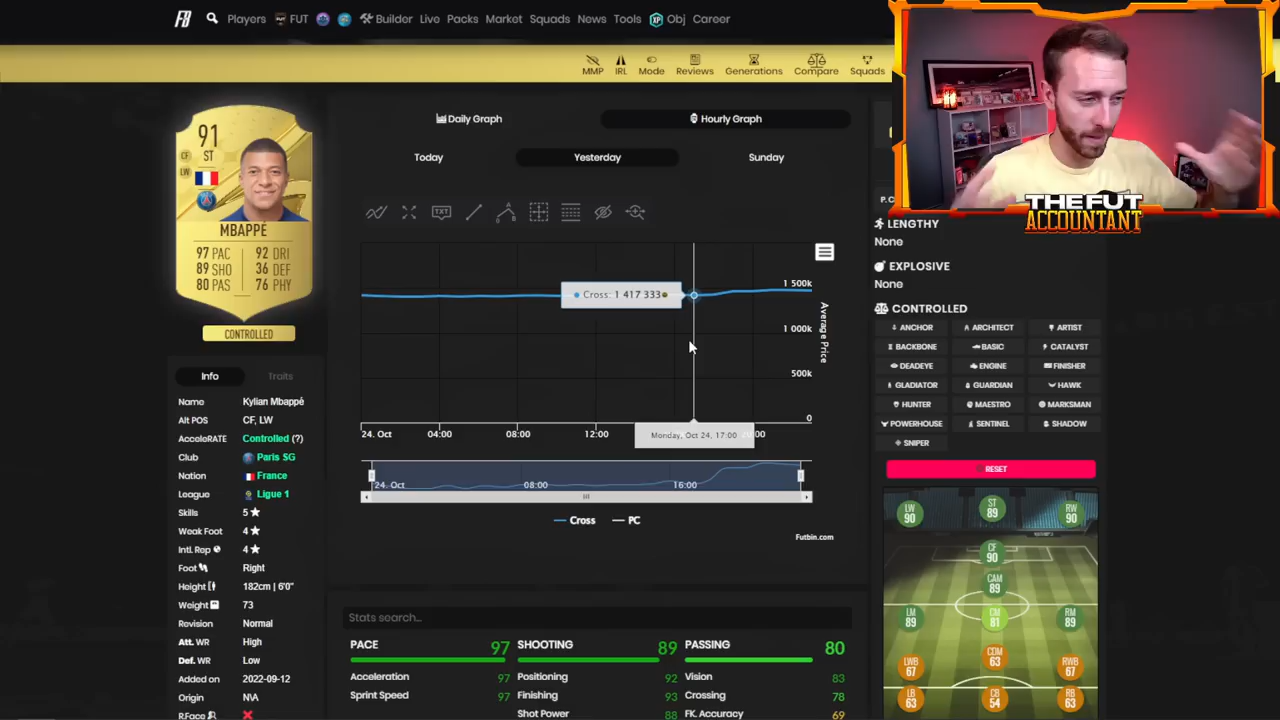 F8 Players FUT Builder Live Packs Market Squads News Tools XP Obj Career
MMP IRL Mode Reviews Generations Compare Squads
91
ST
CF
LW
MBAPPÉ
97 PAC 92 DRI
89 SHO 36 DEF
80 PAS 76 PHY
CONTROLLED
Info Traits
Name Kylian Mbappé
Alt POS CF, LW
AcceleRATE Controlled (?)
Club Paris SG
Nation France
League Ligue 1
Skills 5
Weak Foot 4
Intl. Rep 4
Foot Right
Height 182cm | 6'0"
Weight 73
Revision Normal
Att. WR High
Def. WR Low
Added on 2022-09-12
Origin N\A
R.Face
Daily Graph Hourly Graph
Today Yesterday Sunday
TXT
Cross: 1 417 333
1 500k
1 000k
500k
0
Average Price
24. Oct 04:00 08:00 12:00 20:00
Monday, Oct 24, 17:00
24. Oct 08:00 16:00
Cross PC
Futbin.com
Stats search...
PACE 97 SHOOTING 89 PASSING 80
Acceleration 97 Positioning 92 Vision 83
Sprint Speed 97 Finishing 93 Crossing 78
Shot Power 88 FK. Accuracy 69
THE FUT
ACCOUNTANT
P.C
LENGTHY
None
EXPLOSIVE
None
CONTROLLED
ANCHOR ARCHITECT ARTIST
BACKBONE BASIC CATALYST
DEADEYE ENGINE FINISHER
GLADIATOR GUARDIAN HAWK
HUNTER MAESTRO MARKSMAN
POWERHOUSE SENTINEL SHADOW
SNIPER
RESET
LW 90 ST 89 RW 90
CF 90
CAM 89
LM 89 CM 81 RM 89
LWB 67 CDM 63 RWB 67
LB 63 CB 54 RB 63